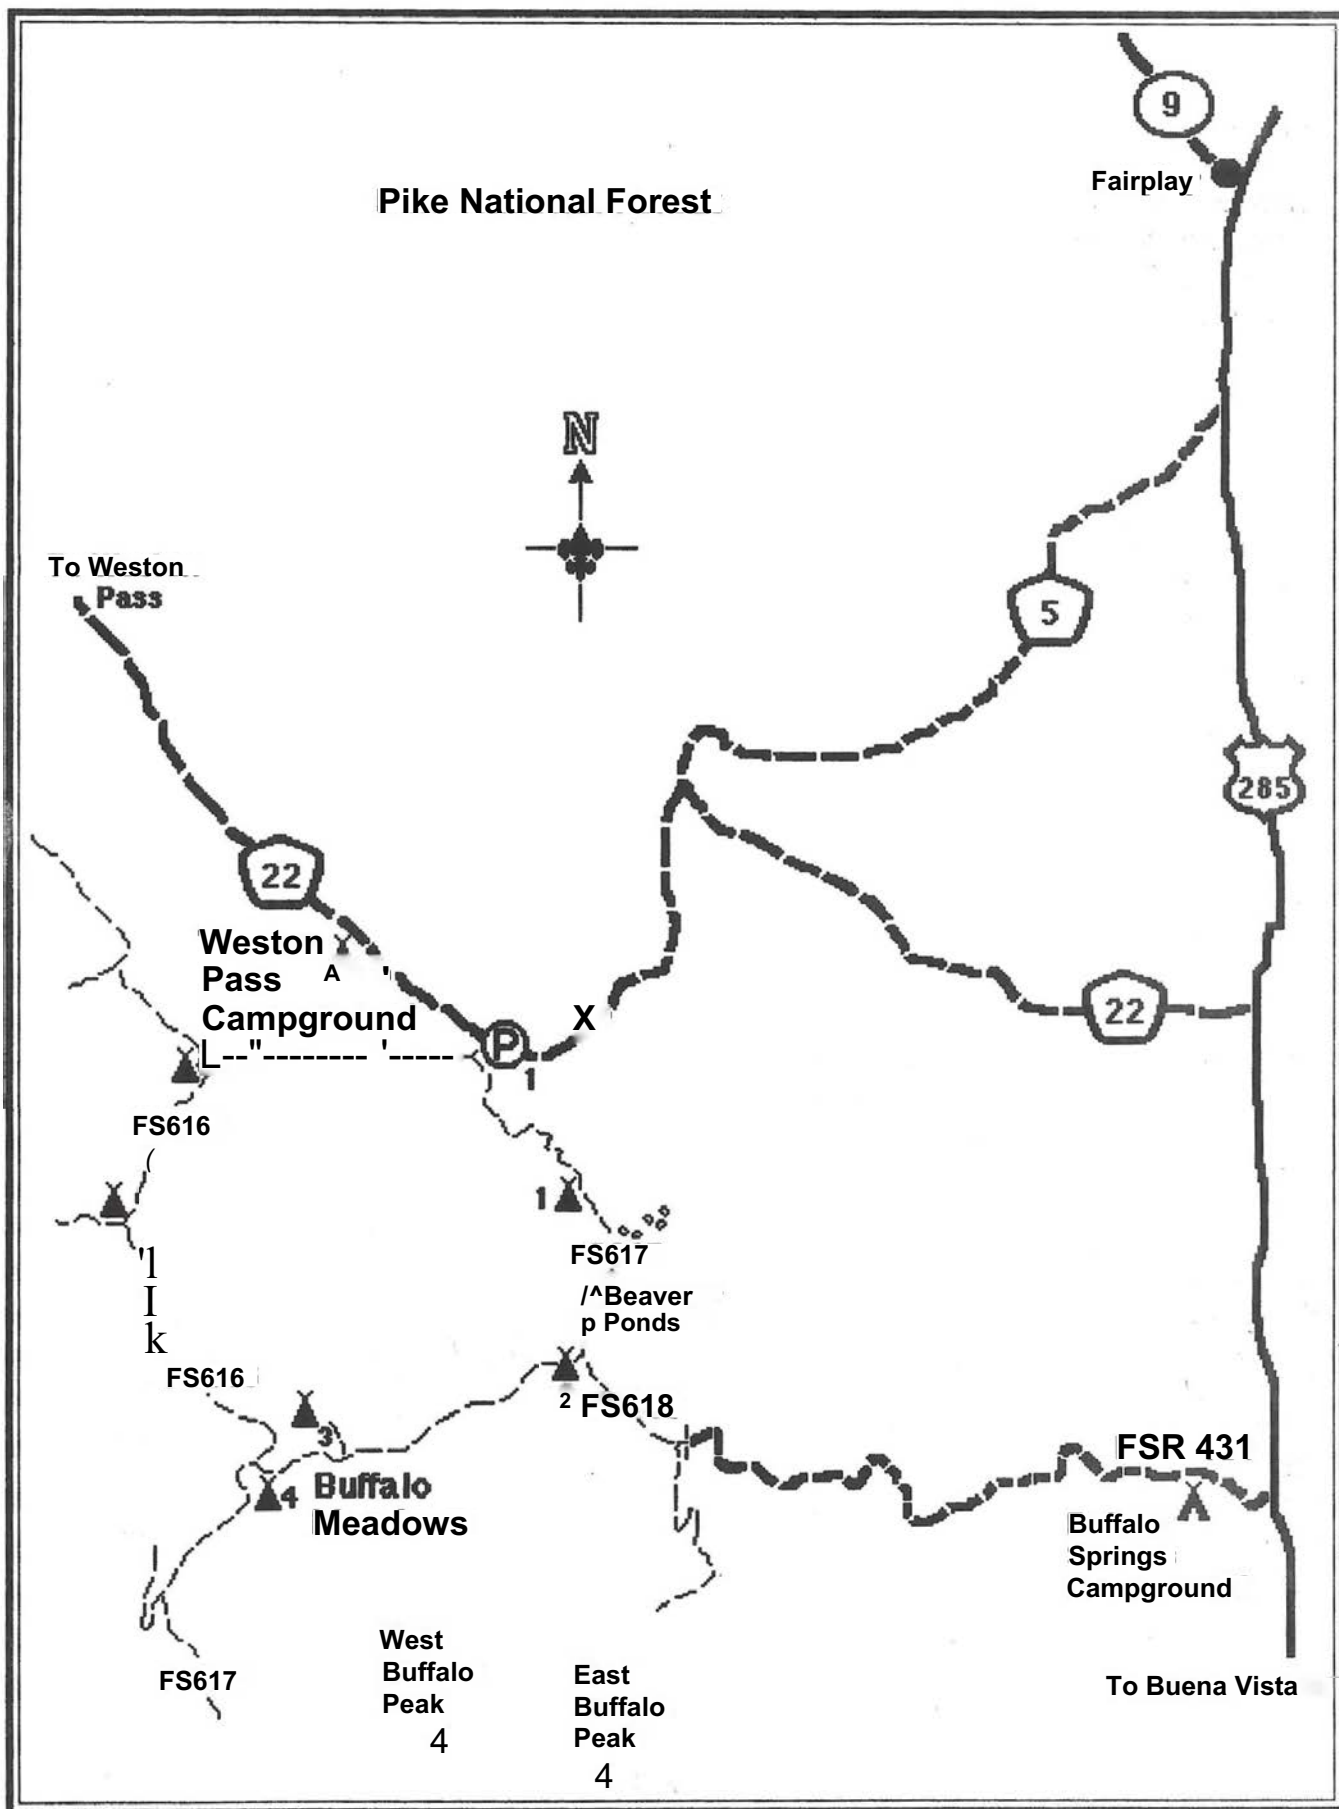 9
Fairplay
Pike National Forest
N
To Weston
Pass
5
285
22
Weston
Pass
A
Campground
X
22
P
L--"-------- '-----
1
FS616
(
1
FS617
'l
I
k
/^Beaver
p Ponds
FS616
2 FS618
3
FSR 431
4
Buffalo
Meadows
Buffalo
Springs
Campground
West
Buffalo
Peak
4
East
Buffalo
Peak
4
FS617
To Buena Vista